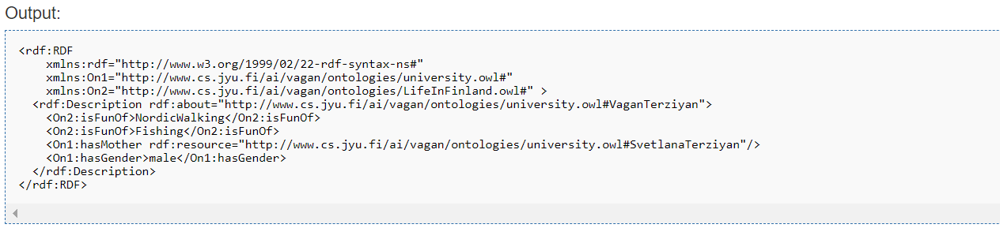 Output:
<rdf:RDF
    xmlns:rdf="http://www.w3.org/1999/02/22-rdf-syntax-ns#"
    xmlns:On1="http://www.cs.jyu.fi/ai/vagan/ontologies/university.owl#"
    xmlns:On2="http://www.cs.jyu.fi/ai/vagan/ontologies/LifeInFinland.owl#" >
  <rdf:Description rdf:about="http://www.cs.jyu.fi/ai/vagan/ontologies/university.owl#VaganTerziyan">
    <On2:isFunOf>NordicWalking</On2:isFunOf>
    <On2:isFunOf>Fishing</On2:isFunOf>
    <On1:hasMother rdf:resource="http://www.cs.jyu.fi/ai/vagan/ontologies/university.owl#SvetlanaTerziyan"/>
    <On1:hasGender>male</On1:hasGender>
  </rdf:Description>
</rdf:RDF>